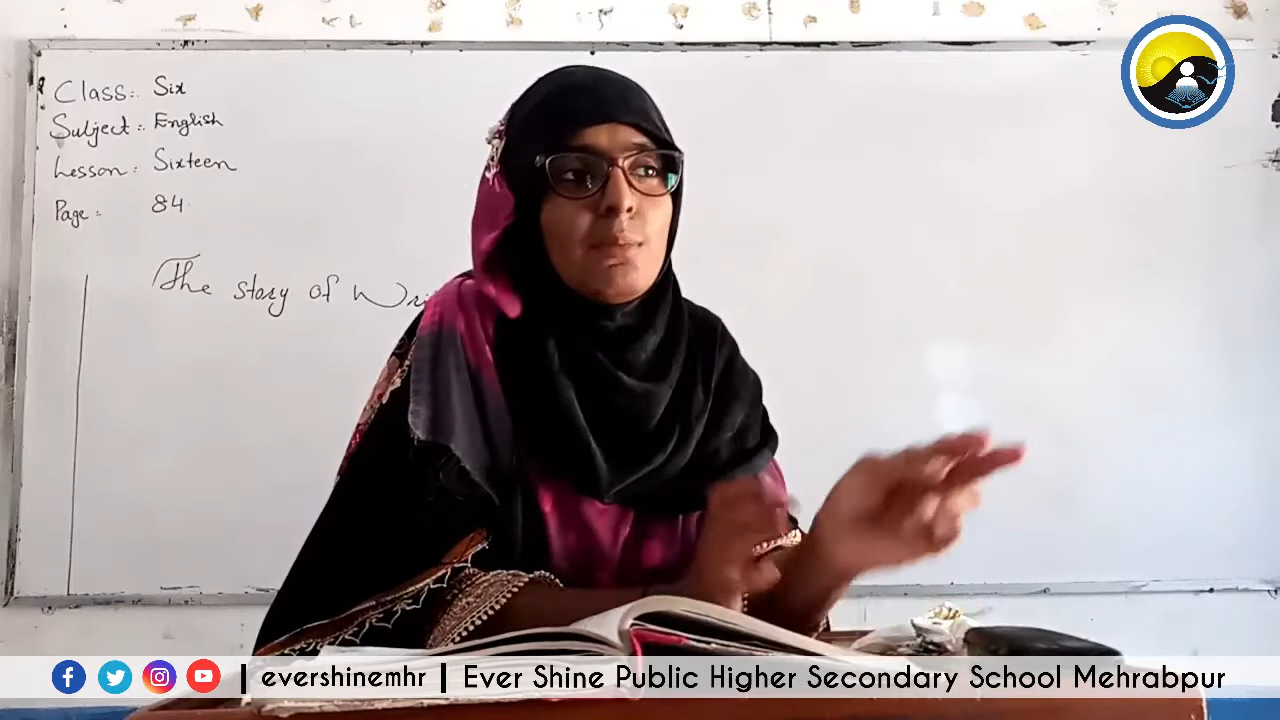 Class:- Six
Subject:- English
Lesson:- Sixteen
Page:- 84
The story of
| evershinemhr | Ever Shine Public Higher Secondary School Mehrabpur